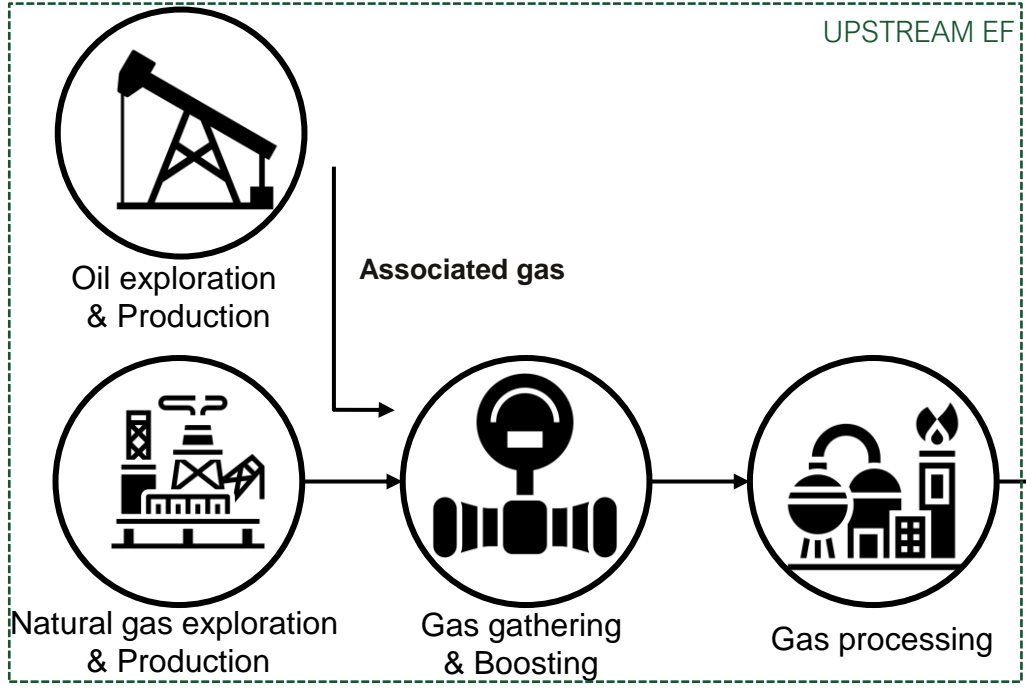 UPSTREAM EF
Oil exploration
& Production
Associated gas
Natural gas exploration
& Production
Gas gathering
& Boosting
Gas processing